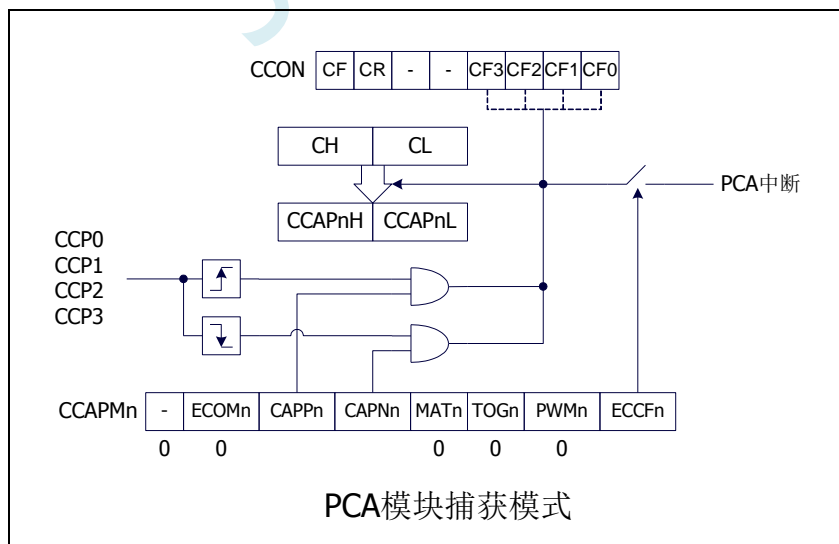 CCON CF CR - - CF3 CF2 CF1 CF0
CH CL
PCA中断
CCAPnH CCAPnL
CCP0
CCP1
CCP2
CCP3
CCAPMn - ECOMn CAPPn CAPNn MATn TOGn PWMn ECCFn
0 0 0 0 0
PCA模块捕获模式